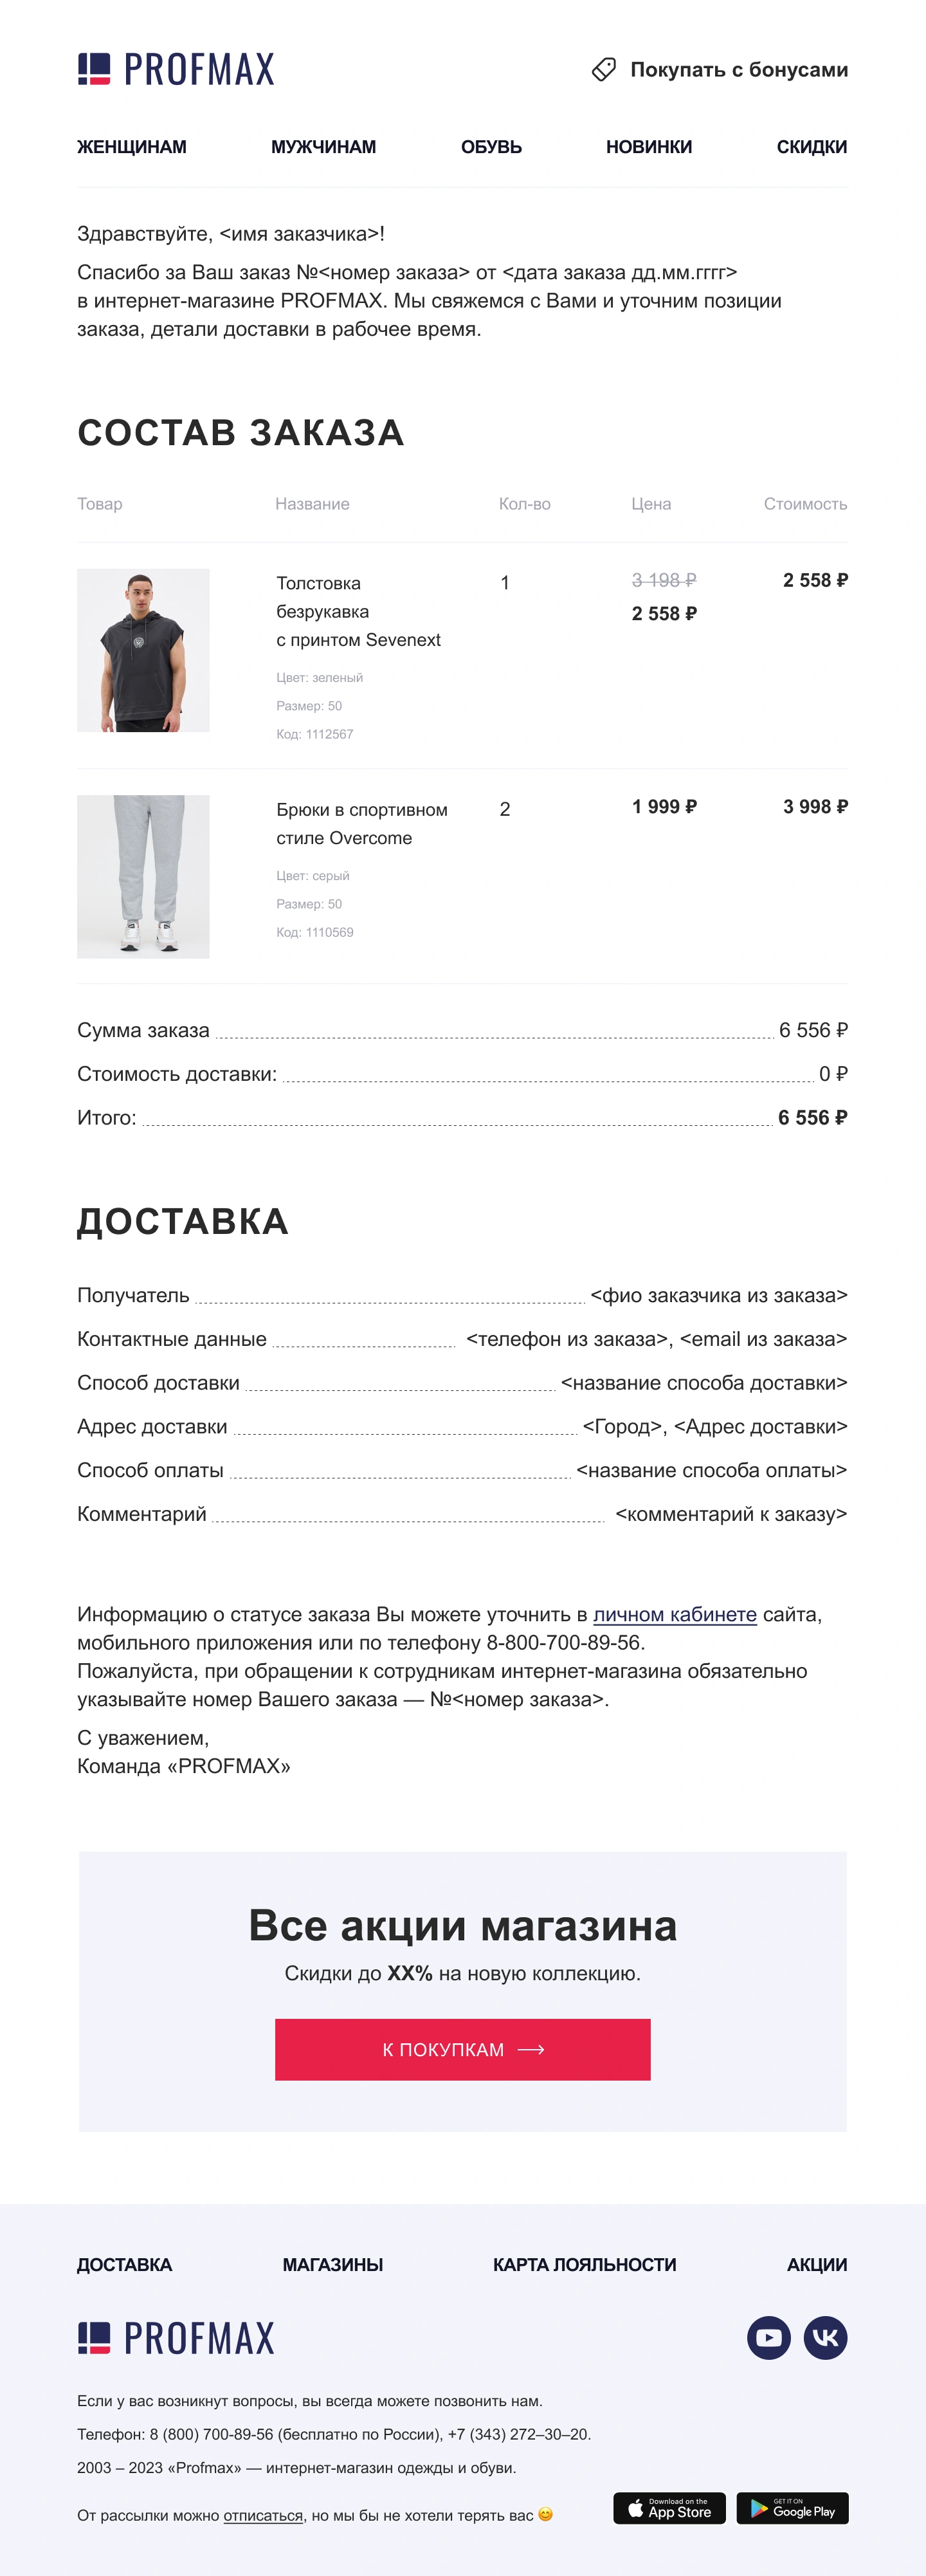 PROFMAX
Покупать с бонусами
ЖЕНЩИНАМ МУЖЧИНАМ ОБУВЬ НОВИНКИ СКИДКИ
Здравствуйте, <имя заказчика>!
Спасибо за Ваш заказ №<номер заказа> от <дата заказа дд.мм.гггг>
в интернет-магазине PROFMAX. Мы свяжемся с Вами и уточним позиции
заказа, детали доставки в рабочее время.
СОСТАВ ЗАКАЗА
Товар Название Кол-во Цена Стоимость
Толстовка
безрукавка
с принтом Sevenext
Цвет: зеленый
Размер: 50
Код: 1112567
1
3 198 ₽
2 558 ₽
2 558 ₽
Брюки в спортивном
стиле Overcome
Цвет: серый
Размер: 50
Код: 1110569
2
1 999 ₽
3 998 ₽
Сумма заказа 6 556 ₽
Стоимость доставки: 0 ₽
Итого: 6 556 ₽
ДОСТАВКА
Получатель <фио заказчика из заказа>
Контактные данные <телефон из заказа>, <email из заказа>
Способ доставки <название способа доставки>
Адрес доставки <Город>, <Адрес доставки>
Способ оплаты <название способа оплаты>
Комментарий <комментарий к заказу>
Информацию о статусе заказа Вы можете уточнить в личном кабинете сайта,
мобильного приложения или по телефону 8-800-700-89-56.
Пожалуйста, при обращении к сотрудникам интернет-магазина обязательно
указывайте номер Вашего заказа — №<номер заказа>.
С уважением,
Команда «PROFMAX»
Все акции магазина
Скидки до XX% на новую коллекцию.
К ПОКУПКАМ ⟶
ДОСТАВКА МАГАЗИНЫ КАРТА ЛОЯЛЬНОСТИ АКЦИИ
PROFMAX
Если у вас возникнут вопросы, вы всегда можете позвонить нам.
Телефон: 8 (800) 700-89-56 (бесплатно по России), +7 (343) 272–30–20.
2003 – 2023 «Profmax» — интернет-магазин одежды и обуви.
От рассылки можно отписаться, но мы бы не хотели терять вас 😊
Download on the
App Store
GET IT ON
Google Play